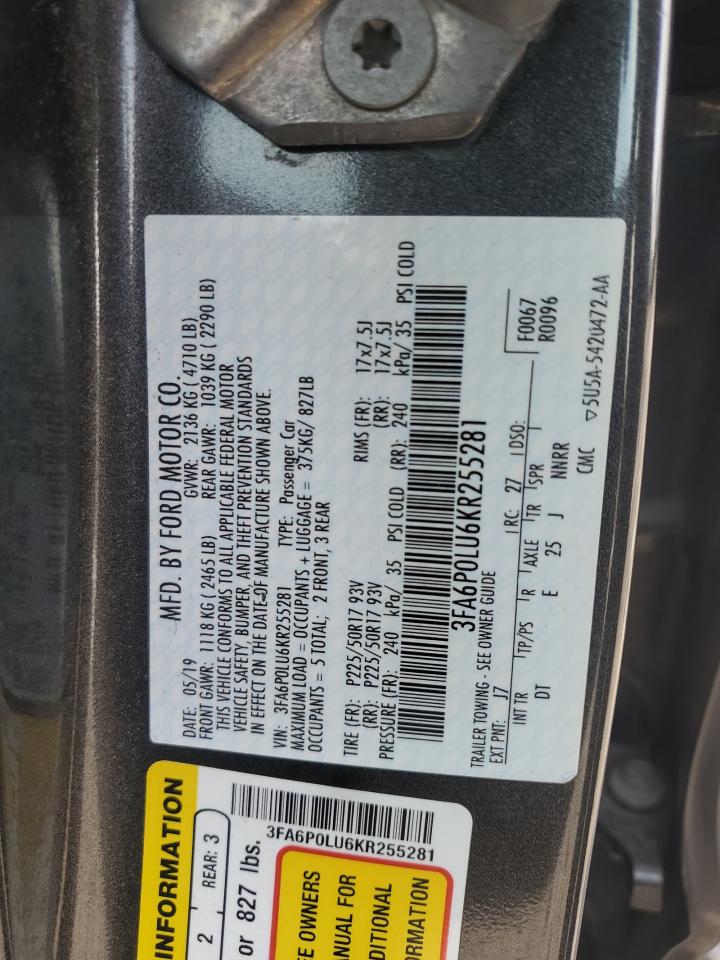 MFD. BY FORD MOTOR CO.
DATE: 05/19 GVWR: 2136 KG ( 4710 LB)
FRONT GAWR: 1118 KG ( 2465 LB) REAR GAWR: 1039 KG ( 2290 LB)
THIS VEHICLE CONFORMS TO ALL APPLICABLE FEDERAL MOTOR
VEHICLE SAFETY, BUMPER, AND THEFT PREVENTION STANDARDS
IN EFFECT ON THE DATE OF MANUFACTURE SHOWN ABOVE.
VIN: 3FA6P0LU6KR255281 TYPE: Passenger Car
MAXIMUM LOAD = OCCUPANTS + LUGGAGE = 375KG/ 827LB
OCCUPANTS = 5 TOTAL; 2 FRONT, 3 REAR
TIRE (FR): P225/50R17 93V RIMS (FR): 17x7.5J
(RR): P225/50R17 93V (RR): 17x7.5J
PRESSURE (FR): 240 kPa/ 35 PSI COLD (RR): 240 kPa/ 35 PSI COLD
3FA6P0LU6KR255281
TRAILER TOWING - SEE OWNER GUIDE
EXT PNT: J7 RC: 27 DSO: F0067
R0096
INT TR TP/PS R AXLE TR SPR
DT E 25 J NNRR
CMC ▽5U5A-5420472-AA
INFORMATION
2 REAR: 3
or 827 lbs.
3FA6P0LU6KR255281
EE OWNERS
ANUAL FOR
DITIONAL
ORMATION